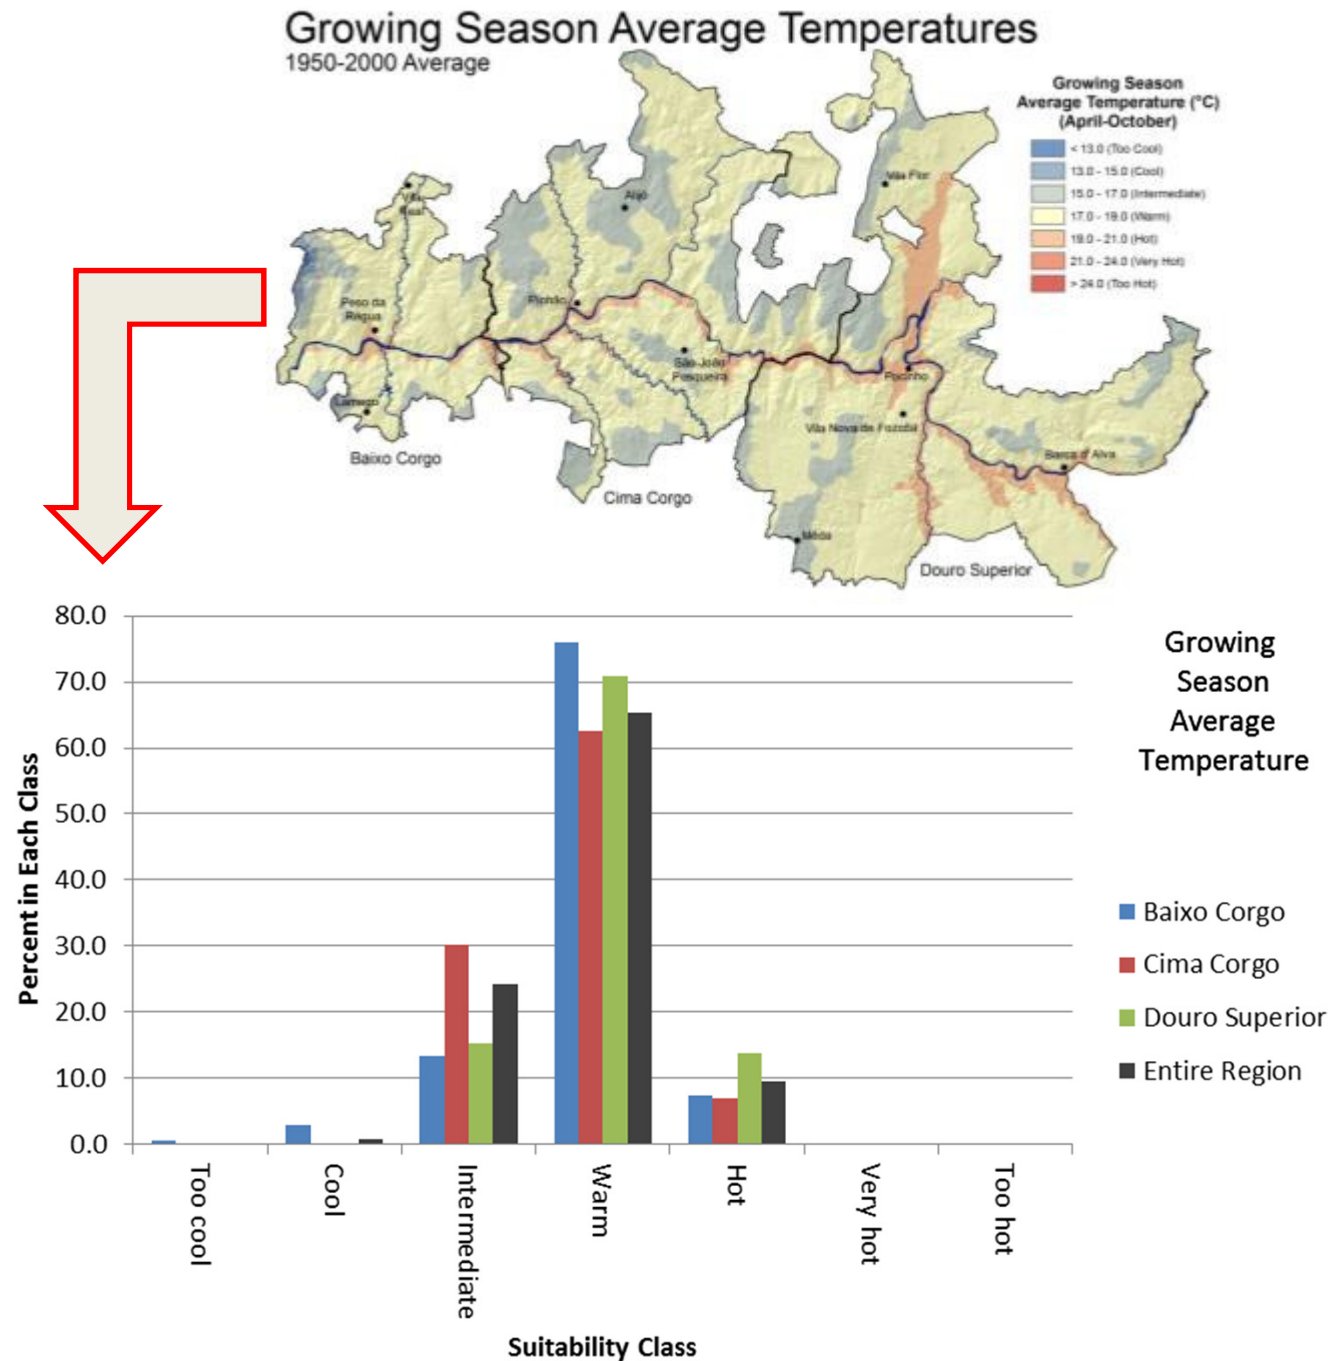 Growing Season Average Temperatures
1950-2000 Average
Growing Season
Average Temperature (°C)
(April-October)
< 13.0 (Too Cool)
13.0 - 15.0 (Cool)
15.0 - 17.0 (Intermediate)
17.0 - 19.0 (Warm)
19.0 - 21.0 (Hot)
21.0 - 24.0 (Very Hot)
> 24.0 (Too Hot)
Vila Flor
Alijó
Vila
Real
Peso da
Régua
Pinhão
São João
Pesqueira
Pocinho
Lamego
Vila Nova de Fozcôa
Barca d'Alva
Baixo Corgo
Cima Corgo
Mêda
Douro Superior
80.0
70.0
60.0
50.0
40.0
30.0
20.0
10.0
0.0
Percent in Each Class
Too cool
Cool
Intermediate
Warm
Hot
Very hot
Too hot
Suitability Class
Growing
Season
Average
Temperature
Baixo Corgo
Cima Corgo
Douro Superior
Entire Region